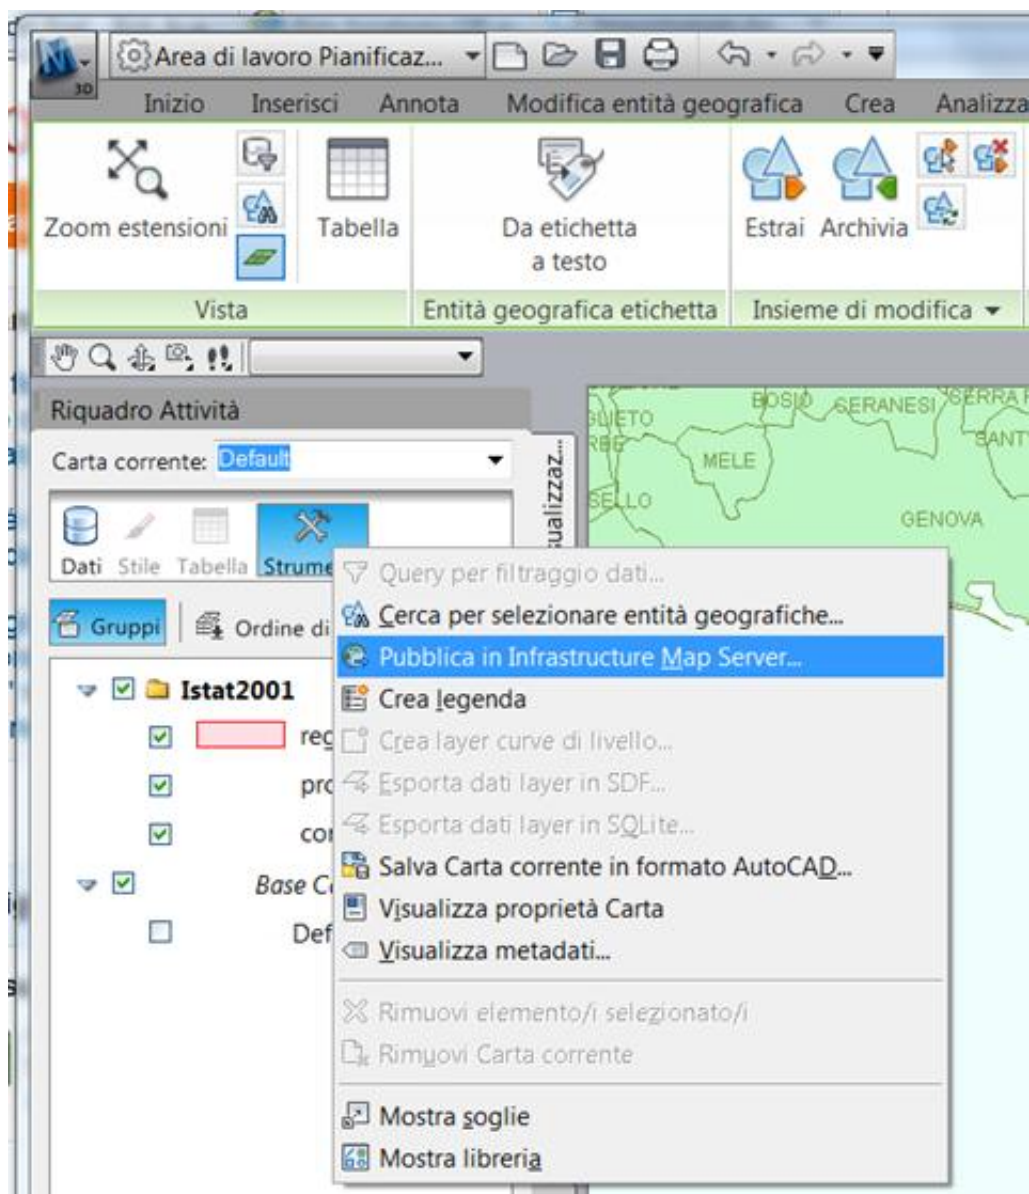 3D
Area di lavoro Pianificaz...
Inizio Inserisci Annota Modifica entità geografica Crea Analizza
Zoom estensioni
Tabella
Da etichetta
a testo
Estrai Archivia
Vista
Entità geografica etichetta
Insieme di modifica
Riquadro Attività
Carta corrente: Default
Dati Stile Tabella Strume
Gruppi Ordine di
Istat2001
reg
pro
Base C
Def
Query per filtraggio dati...
Cerca per selezionare entità geografiche...
Pubblica in Infrastructure Map Server...
Crea legenda
Crea layer curve di livello...
Esporta dati layer in SDF...
Esporta dati layer in SQLite...
Salva Carta corrente in formato AutoCAD...
Visualizza proprietà Carta
Visualizza metadati...
Rimuovi elemento/i selezionato/i
Rimuovi Carta corrente
Mostra soglie
Mostra libreria
BOSIO
GERANESI
SERRA
GLIETO
SANT
MELE
SELLO
GENOVA